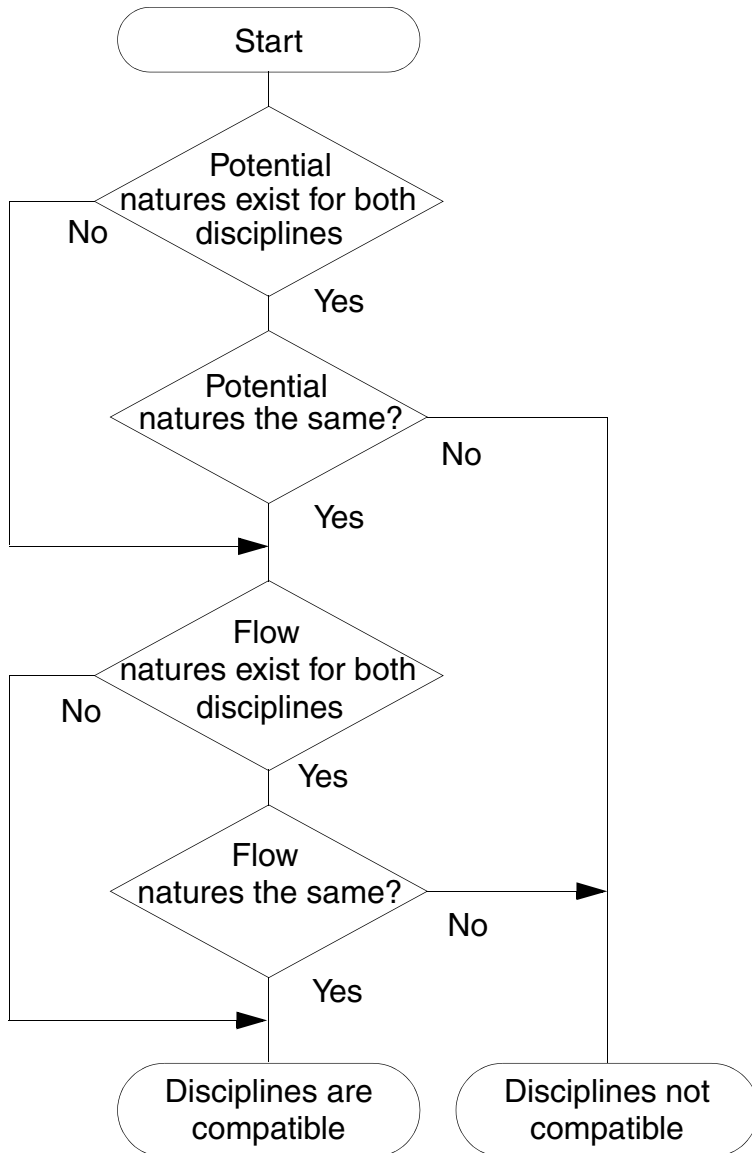 Start
Potential
natures exist for both
disciplines
No
Yes
Potential
natures the same?
No
Yes
Flow
natures exist for both
disciplines
No
Yes
Flow
natures the same?
No
Yes
Disciplines are
compatible
Disciplines not
compatible